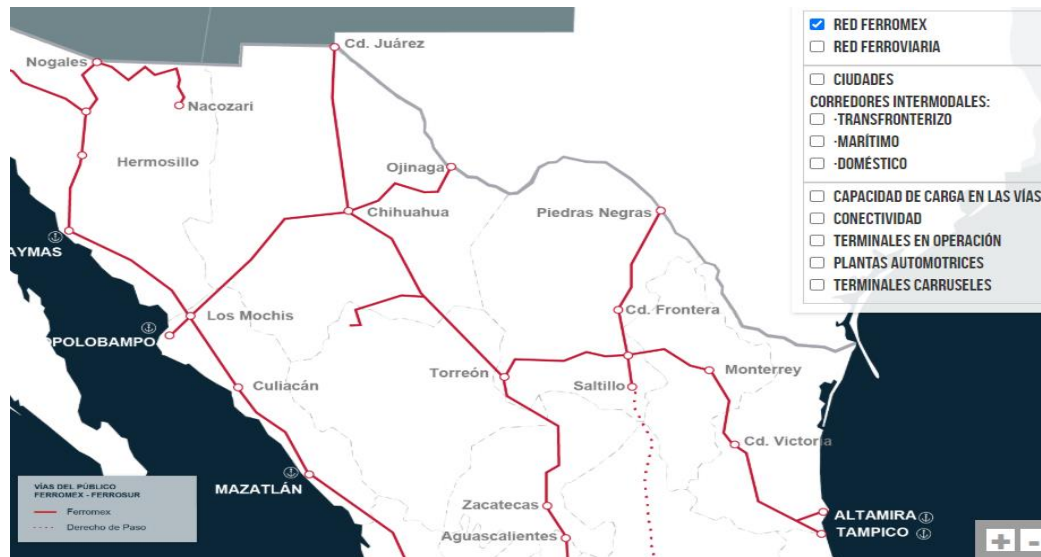 RED FERROMEX
RED FERROVIARIA
CIUDADES
CORREDORES INTERMODALES:
·TRANSFRONTERIZO
·MARÍTIMO
·DOMÉSTICO
CAPACIDAD DE CARGA EN LAS VÍAS
CONECTIVIDAD
TERMINALES EN OPERACIÓN
PLANTAS AUTOMOTRICES
TERMINALES CARRUSELES
Cd. Juárez
Nogales
Nacozari
Hermosillo
Ojinaga
Chihuahua
Piedras Negras
AYMAS
Los Mochis
Cd. Frontera
OPOLOBAMPO
Culiacán
Torreón
Saltillo
Monterrey
Cd. Victoria
MAZATLÁN
Zacatecas
Aguascalientes
ALTAMIRA
TAMPICO
VÍAS DEL PÚBLICO
FERROMEX - FERROSUR
Ferromex
Derecho de Paso
+ -